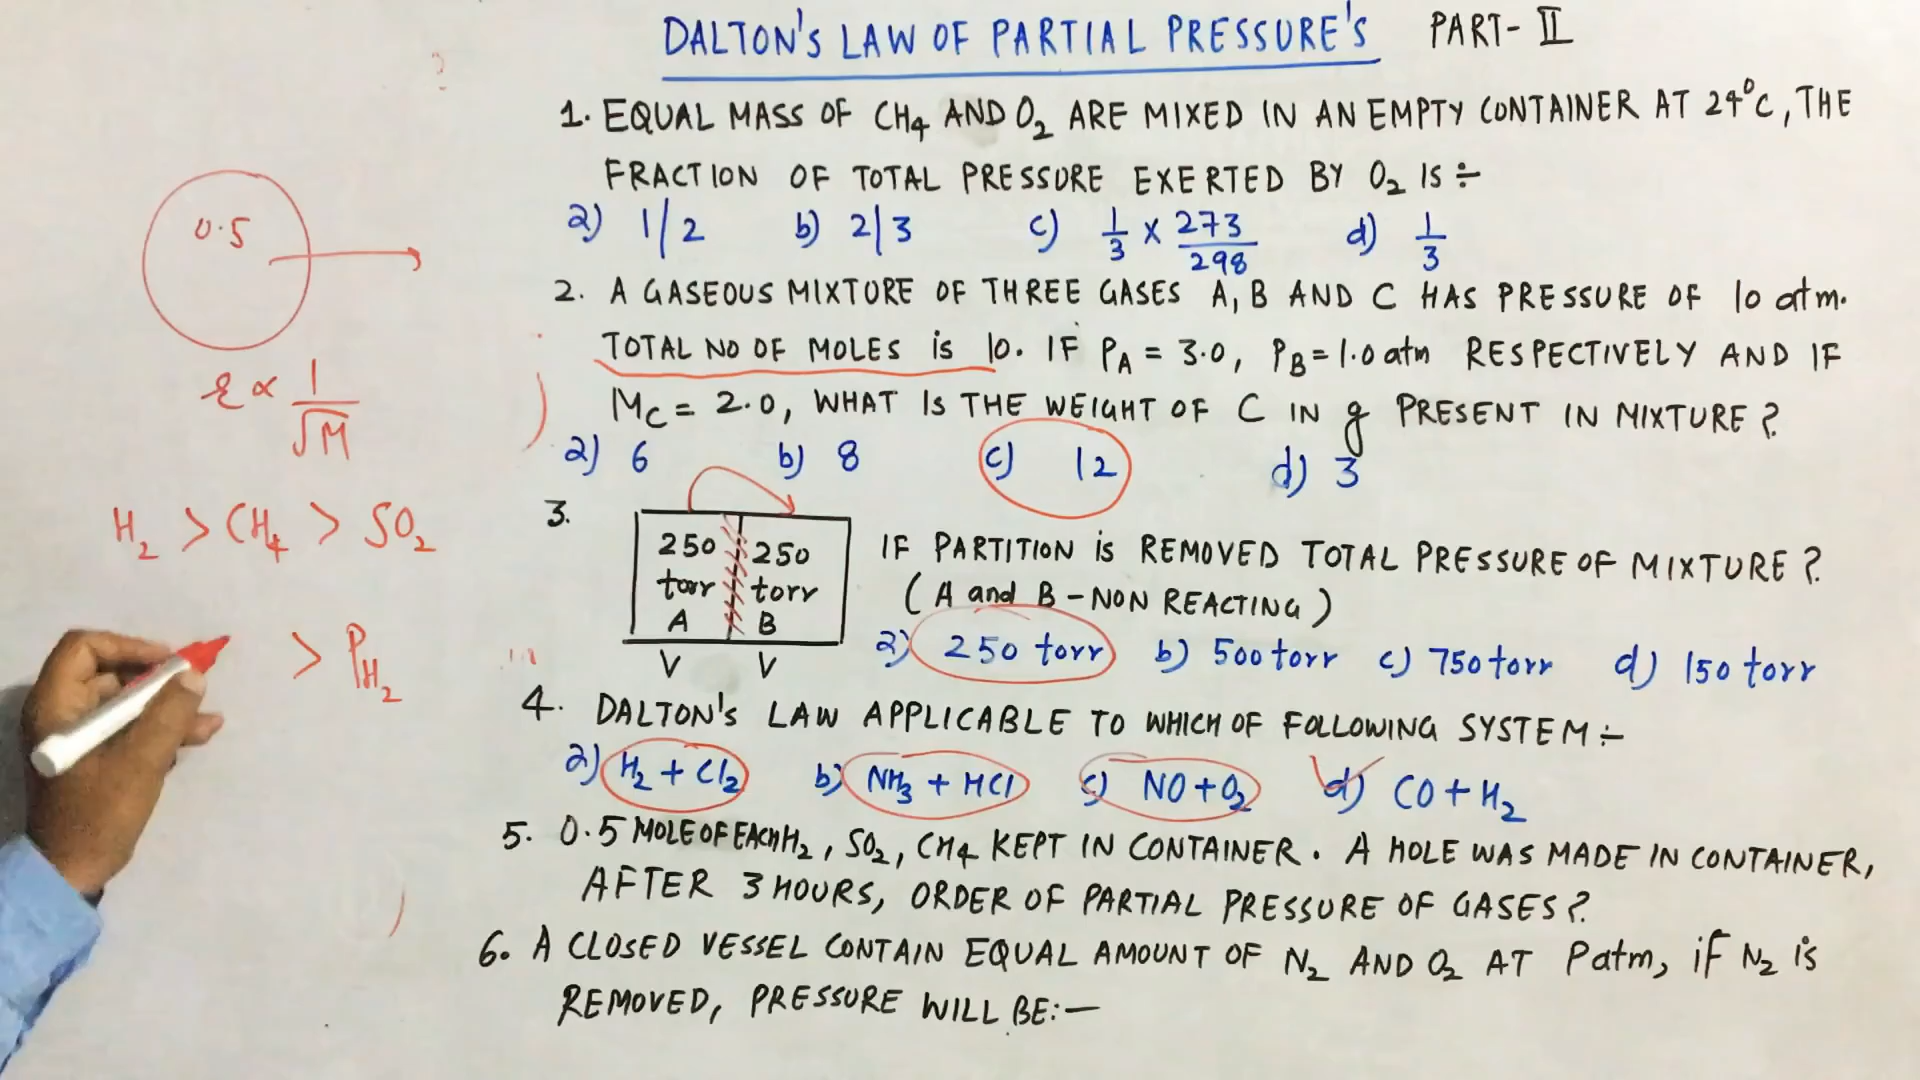 DALTON'S LAW OF PARTIAL PRESSURE'S PART-II
1. EQUAL MASS OF CH4 AND O2 ARE MIXED IN AN EMPTY CONTAINER AT 24°C, THE
FRACTION OF TOTAL PRESSURE EXERTED BY O2 IS ÷
a) 1/2 b) 2/3 c) 1/3 × 273/298 d) 1/3
2. A GASEOUS MIXTURE OF THREE GASES A, B AND C HAS PRESSURE OF 10 atm.
TOTAL NO OF MOLES is 10. IF PA = 3.0, PB = 1.0 atm RESPECTIVELY AND IF
MC = 2.0, WHAT IS THE WEIGHT OF C IN g PRESENT IN MIXTURE?
a) 6 b) 8 c) 12 d) 3
3.
250 torr A
250 torr B
V V
IF PARTITION is REMOVED TOTAL PRESSURE OF MIXTURE?
(A and B - NON REACTING)
a) 250 torr b) 500 torr c) 750 torr d) 150 torr
4. DALTON'S LAW APPLICABLE TO WHICH OF FOLLOWING SYSTEM ÷
a) H2 + Cl2 b) NH3 + HCl c) NO + O2 d) CO + H2
5. 0.5 MOLE OF EACH H2, SO2, CH4 KEPT IN CONTAINER. A HOLE WAS MADE IN CONTAINER,
AFTER 3 HOURS, ORDER OF PARTIAL PRESSURE OF GASES?
6. A CLOSED VESSEL CONTAIN EQUAL AMOUNT OF N2 AND O2 AT P atm, if N2 is
REMOVED, PRESSURE WILL BE:—
0.5
r ∝ 1/√M
H2 > CH4 > SO2
> PH2